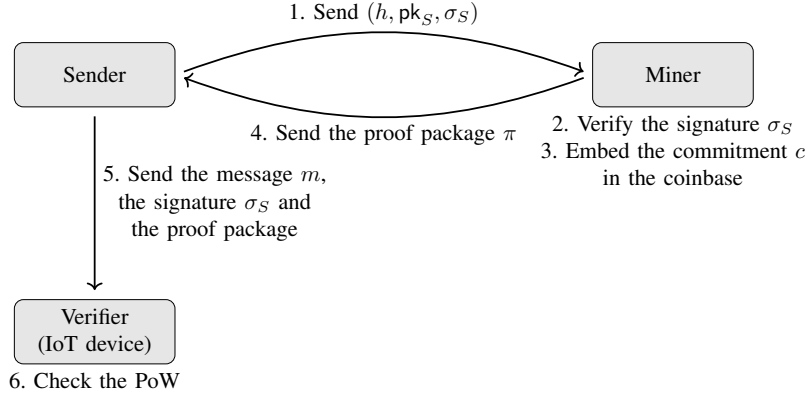 1. Send (h, pk_S, σ_S)
Sender
Miner
4. Send the proof package π
2. Verify the signature σ_S
3. Embed the commitment c
in the coinbase
5. Send the message m,
the signature σ_S and
the proof package
Verifier
(IoT device)
6. Check the PoW